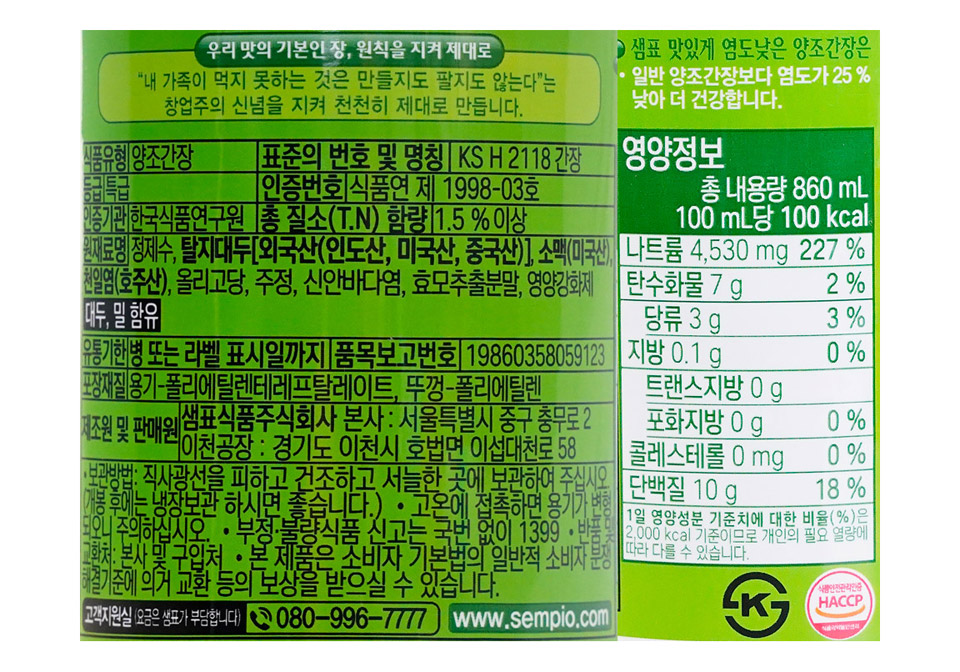 우리 맛의 기본인 장, 원칙을 지켜 제대로
“내 가족이 먹지 못하는 것은 만들지도 팔지도 않는다”는
창업주의 신념을 지켜 천천히 제대로 만듭니다.
식품유형 양조간장 표준의 번호 및 명칭 KS H 2118 간장
등급 특급 인증번호 식품연 제 1998-03호
인증기관 한국식품연구원 총 질소(T.N) 함량 1.5 % 이상
원재료명 정제수, 탈지대두[외국산(인도산, 미국산, 중국산)], 소맥(미국산),
천일염(호주산), 올리고당, 주정, 신안바다염, 효모추출분말, 영양강화제
대두, 밀 함유
유통기한 병 또는 라벨 표시일까지 품목보고번호 19860358059123
포장재질 용기-폴리에틸렌테레프탈레이트, 뚜껑-폴리에틸렌
제조원 및 판매원 샘표식품주식회사 본사 : 서울특별시 중구 충무로 2
이천공장 : 경기도 이천시 호법면 이섭대천로 58
• 보관방법: 직사광선을 피하고 건조하고 서늘한 곳에 보관하여 주십시오.
(개봉 후에는 냉장보관 하시면 좋습니다.) • 고온에 접촉하면 용기가 변형
되오니 주의하십시오. • 부정·불량식품 신고는 국번 없이 1399 • 반품 및
교환처: 본사 및 구입처 • 본 제품은 소비자 기본법의 일반적 소비자 분쟁
해결기준에 의거 교환 등의 보상을 받으실 수 있습니다.
고객지원실 (요금은 샘표가 부담합니다) 080-996-7777 www.sempio.com
샘표 맛있게 염도낮은 양조간장은
• 일반 양조간장보다 염도가 25 %
낮아 더 건강합니다.
영양정보
총 내용량 860 mL
100 mL당 100 kcal
나트륨 4,530 mg 227 %
탄수화물 7 g 2 %
당류 3 g 3 %
지방 0.1 g 0 %
트랜스지방 0 g
포화지방 0 g 0 %
콜레스테롤 0 mg 0 %
단백질 10 g 18 %
1일 영양성분 기준치에 대한 비율(%)은
2,000 kcal 기준이므로 개인의 필요 열량에
따라 다를 수 있습니다.
K
식품안전관리인증
HACCP
식품의약품안전처